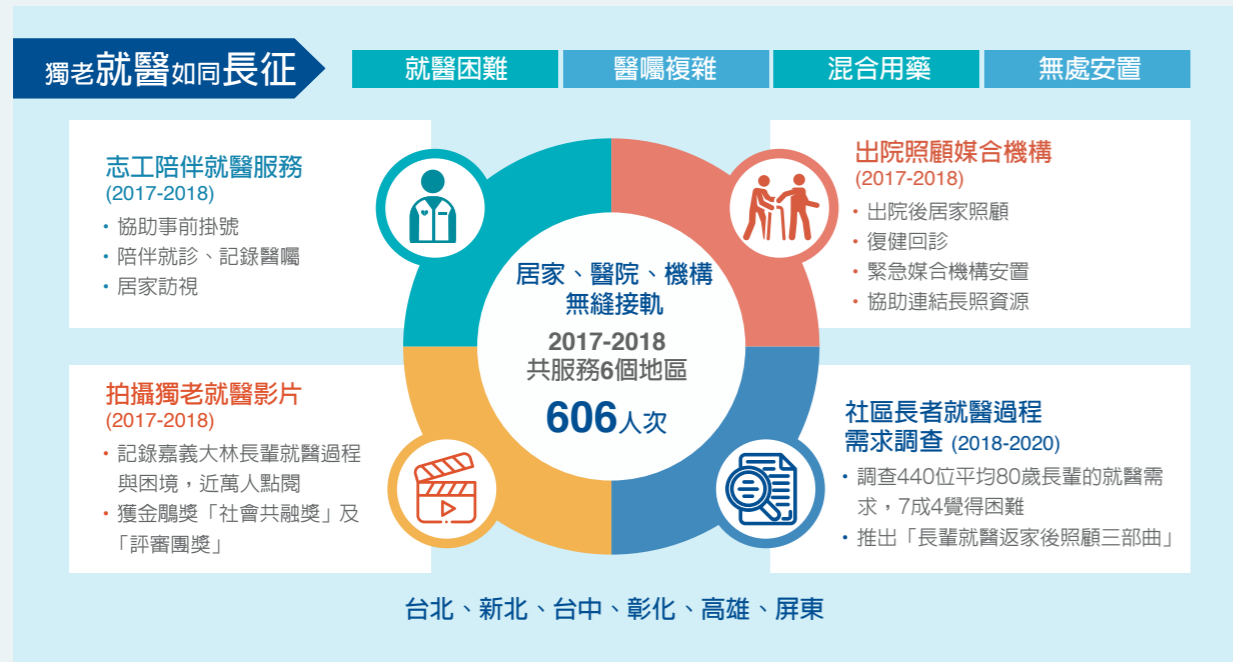 獨老就醫如同長征
就醫困難
醫囑複雜
混合用藥
無處安置
志工陪伴就醫服務
(2017-2018)
・協助事前掛號
・陪伴就診、記錄醫囑
・居家訪視
出院照顧媒合機構
(2017-2018)
・出院後居家照顧
・復健回診
・緊急媒合機構安置
・協助連結長照資源
居家、醫院、機構
無縫接軌
2017-2018
共服務6個地區
606人次
拍攝獨老就醫影片
(2017-2018)
・記錄嘉義大林長輩就醫過程
與困境，近萬人點閱
・獲金鵰獎「社會共融獎」及
「評審團獎」
社區長者就醫過程
需求調查 (2018-2020)
・調查440位平均80歲長輩的就醫需
求，7成4覺得困難
・推出「長輩就醫返家後照顧三部曲」
台北、新北、台中、彰化、高雄、屏東